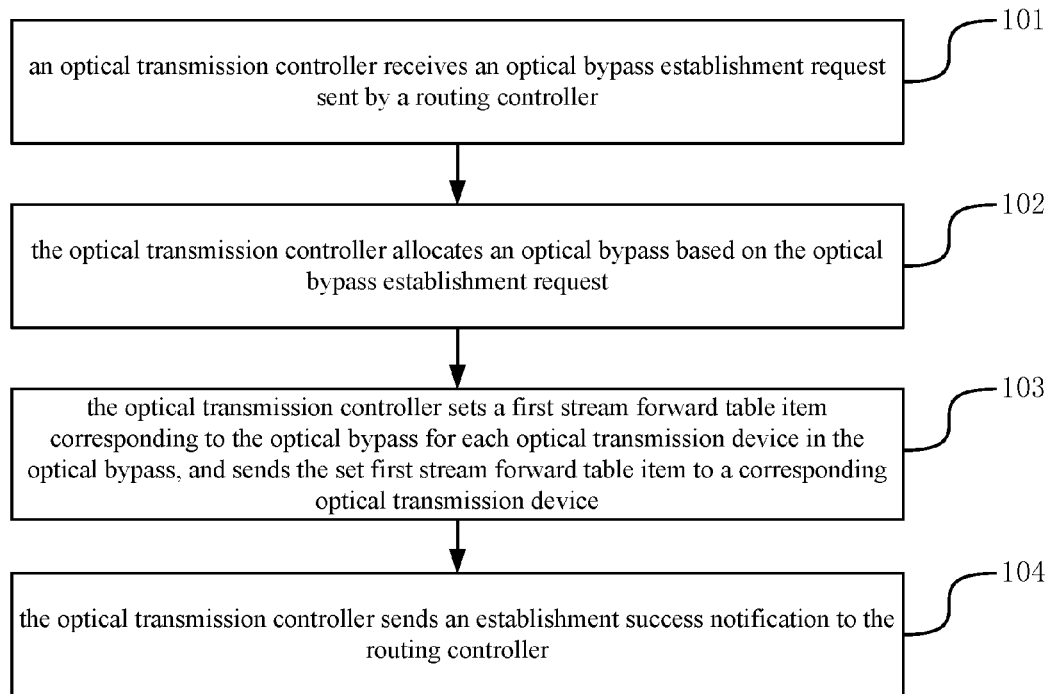 101
an optical transmission controller receives an optical bypass establishment request
sent by a routing controller
102
the optical transmission controller allocates an optical bypass based on the optical
bypass establishment request
103
the optical transmission controller sets a first stream forward table item
corresponding to the optical bypass for each optical transmission device in the
optical bypass, and sends the set first stream forward table item to a corresponding
optical transmission device
104
the optical transmission controller sends an establishment success notification to the
routing controller